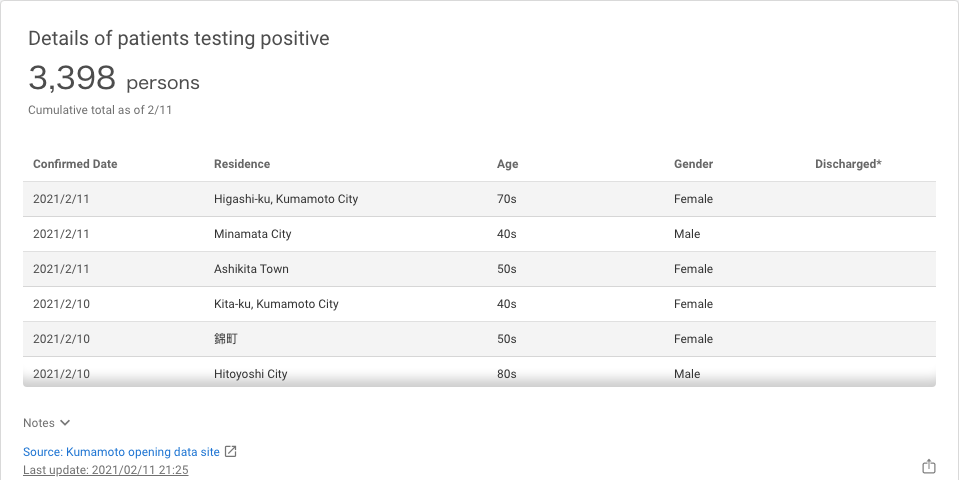 Details of patients testing positive
3,398 persons
Cumulative total as of 2/11
Confirmed Date Residence Age Gender Discharged*
2021/2/11 Higashi-ku, Kumamoto City 70s Female
2021/2/11 Minamata City 40s Male
2021/2/11 Ashikita Town 50s Female
2021/2/10 Kita-ku, Kumamoto City 40s Female
2021/2/10 錦町 50s Female
2021/2/10 Hitoyoshi City 80s Male
Notes
Source: Kumamoto opening data site
Last update: 2021/02/11 21:25